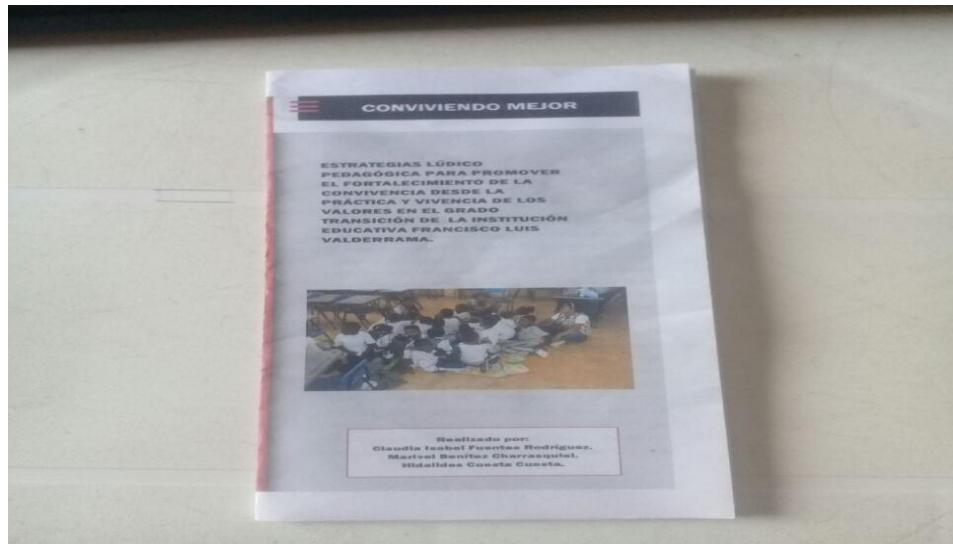 CONVIVIENDO MEJOR
ESTRATEGIAS LÚDICO
PEDAGÓGICA PARA PROMOVER
EL FORTALECIMIENTO DE LA
CONVIVENCIA DESDE LA
PRÁCTICA Y VIVENCIA DE LOS
VALORES EN EL GRADO
TRANSICIÓN DE LA INSTITUCIÓN
EDUCATIVA FRANCISCO LUIS
VALDERRAMA.
Realizado por:
Claudia Isabel Fuentes Rodríguez.
Marivel Benítez Charrasquiel.
Hidalides Cuesta Cuesta.